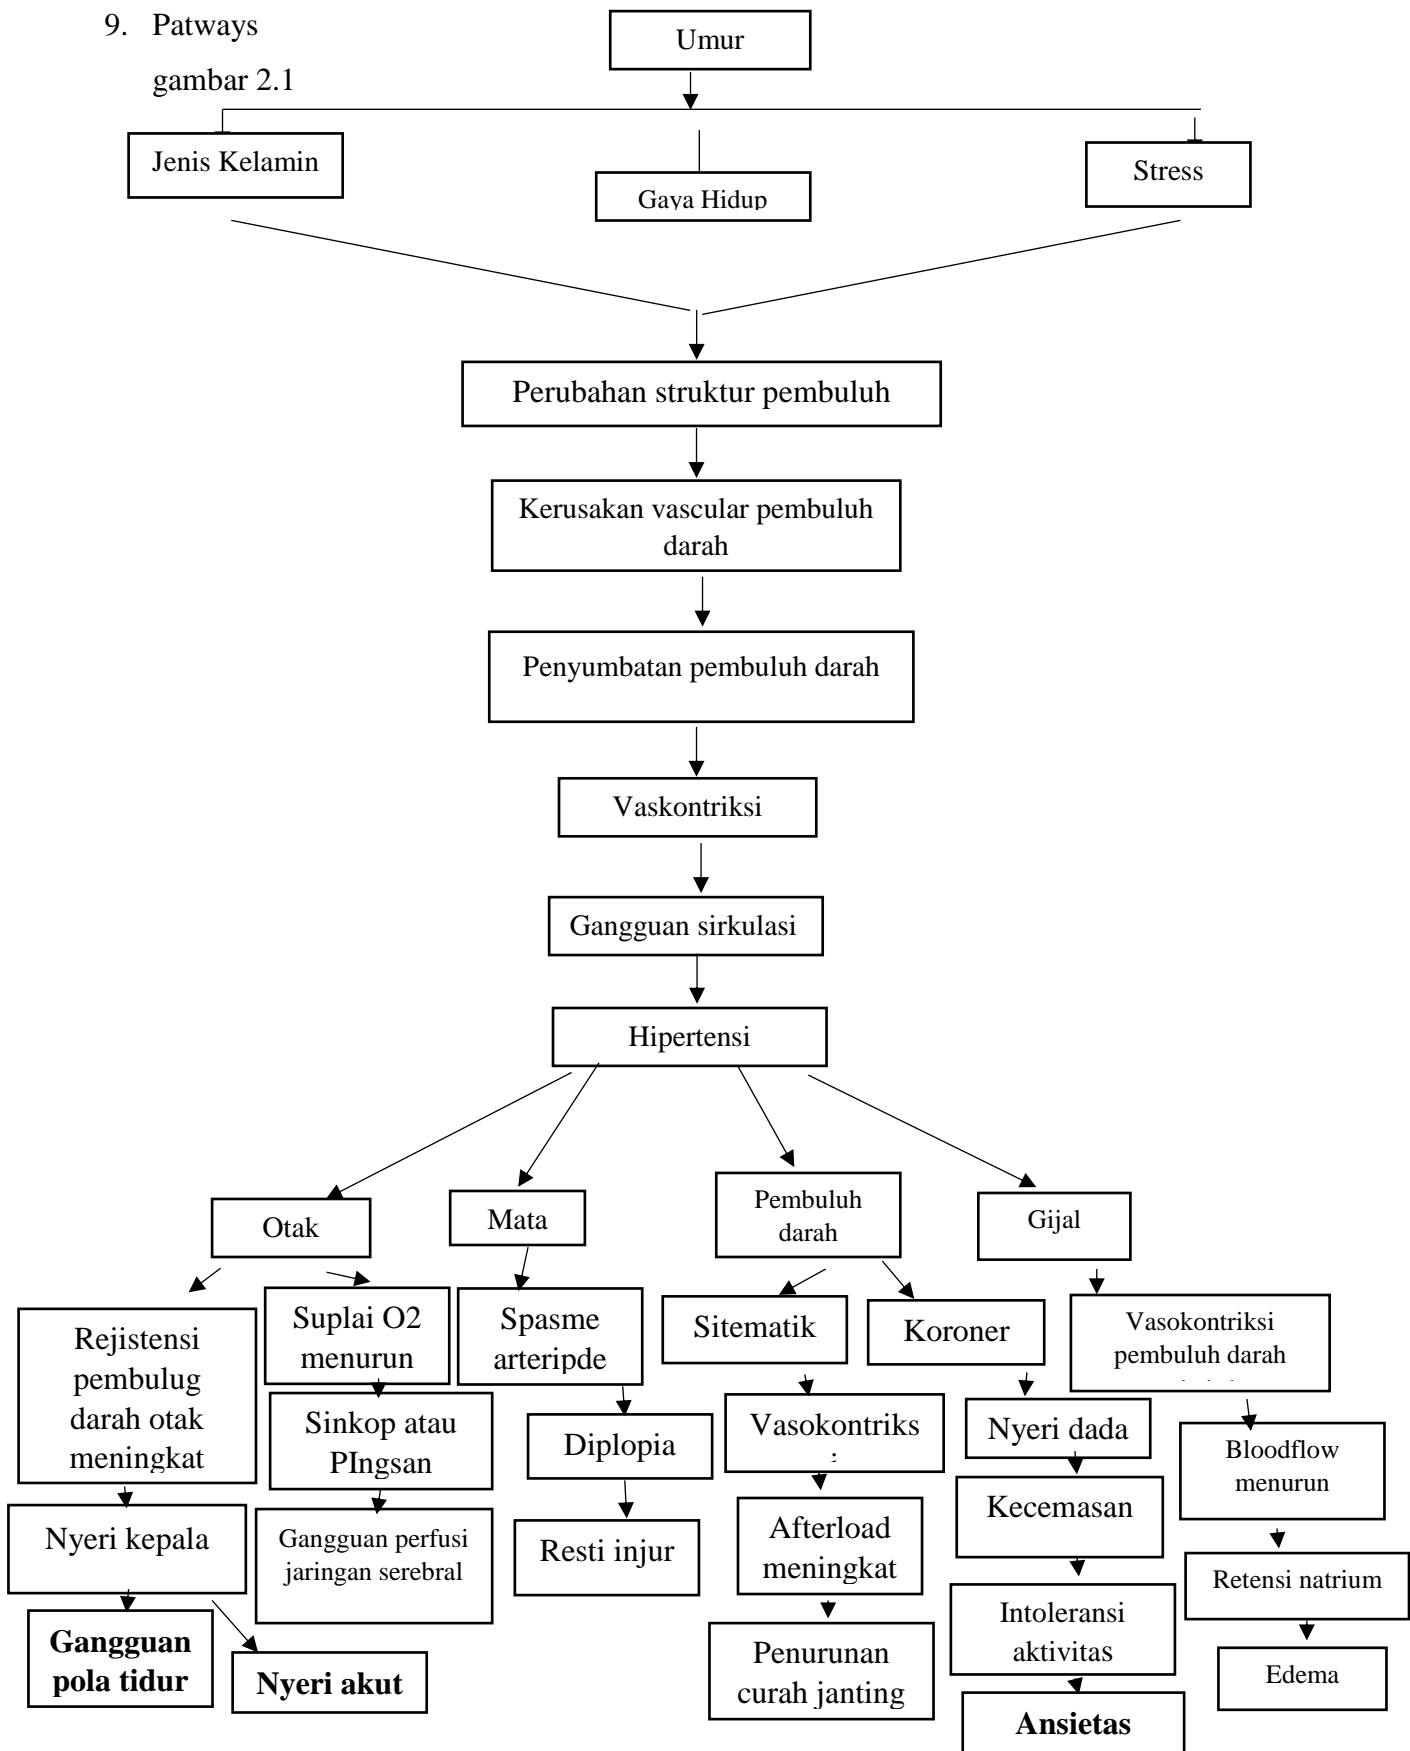 9. Patways
gambar 2.1
Umur
Jenis Kelamin
Gaya Hidup
Stress
Perubahan struktur pembuluh
Kerusakan vascular pembuluh
darah
Penyumbatan pembuluh darah
Vaskontriksi
Gangguan sirkulasi
Hipertensi
Otak
Mata
Pembuluh
darah
Gijal
Rejistensi
pembulug
darah otak
meningkat
Suplai O2
menurun
Spasme
arteripde
Sitematik
Koroner
Vasokontriksi
pembuluh darah
Sinkop atau
PIngsan
Diplopia
Vasokontriks
Nyeri dada
Bloodflow
menurun
Nyeri kepala
Gangguan perfusi
jaringan serebral
Resti injur
Afterload
meningkat
Kecemasan
Retensi natrium
Gangguan
pola tidur
Nyeri akut
Penurunan
curah janting
Intoleransi
aktivitas
Edema
Ansietas